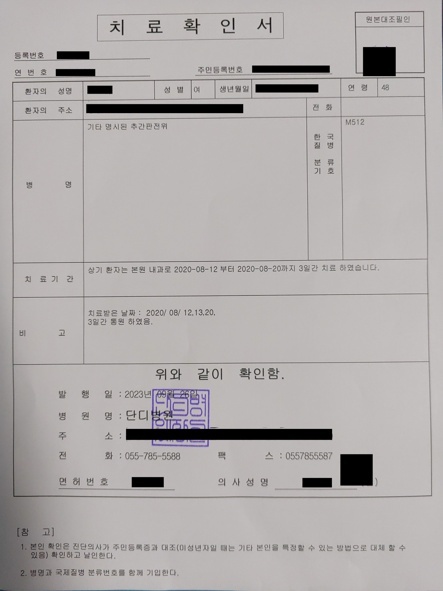 치 료 확 인 서
원본대조필인
등록번호
연 번 호
주민등록번호
환자의 성명
성 별 여
생년월일
연 령 48
환자의 주소
전 화
병 명
기타 명시된 추간판전위
한 국
질 병
분 류
기 호
M512
치 료 기 간
상기 환자는 본원 내과로 2020-08-12 부터 2020-08-20까지 3일간 치료 하였습니다.
비 고
치료받은 날짜 : 2020/ 08/ 12,13,20.
3일간 통원 하였음.
위와 같이 확인함.
발 행 일 : 2023년
병 원 명 : 단디병원
주 소 :
전 화 : 055-785-5588 팩 스 : 0557855587
면허번호
의사성명
[참 고]
1. 본인 확인은 진단의사가 주민등록증과 대조(미성년자일 때는 기타 본인을 특정할 수 있는 방법으로 대체 할 수
있음) 확인하고 날인한다.
2. 병명과 국제질병 분류번호를 함께 기입한다.